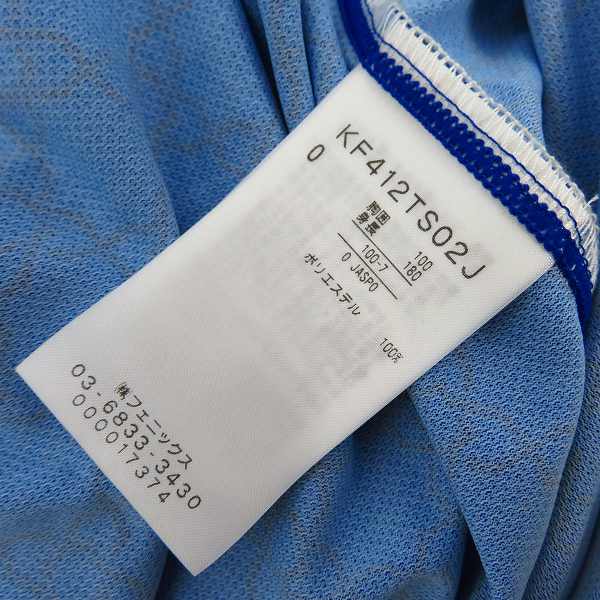 KF412TS02J
0
胸囲 100
身長 180
100-7
0 JASPO
ポリエステル 100%
㈱フェニックス
03-6833-3430
0000017374